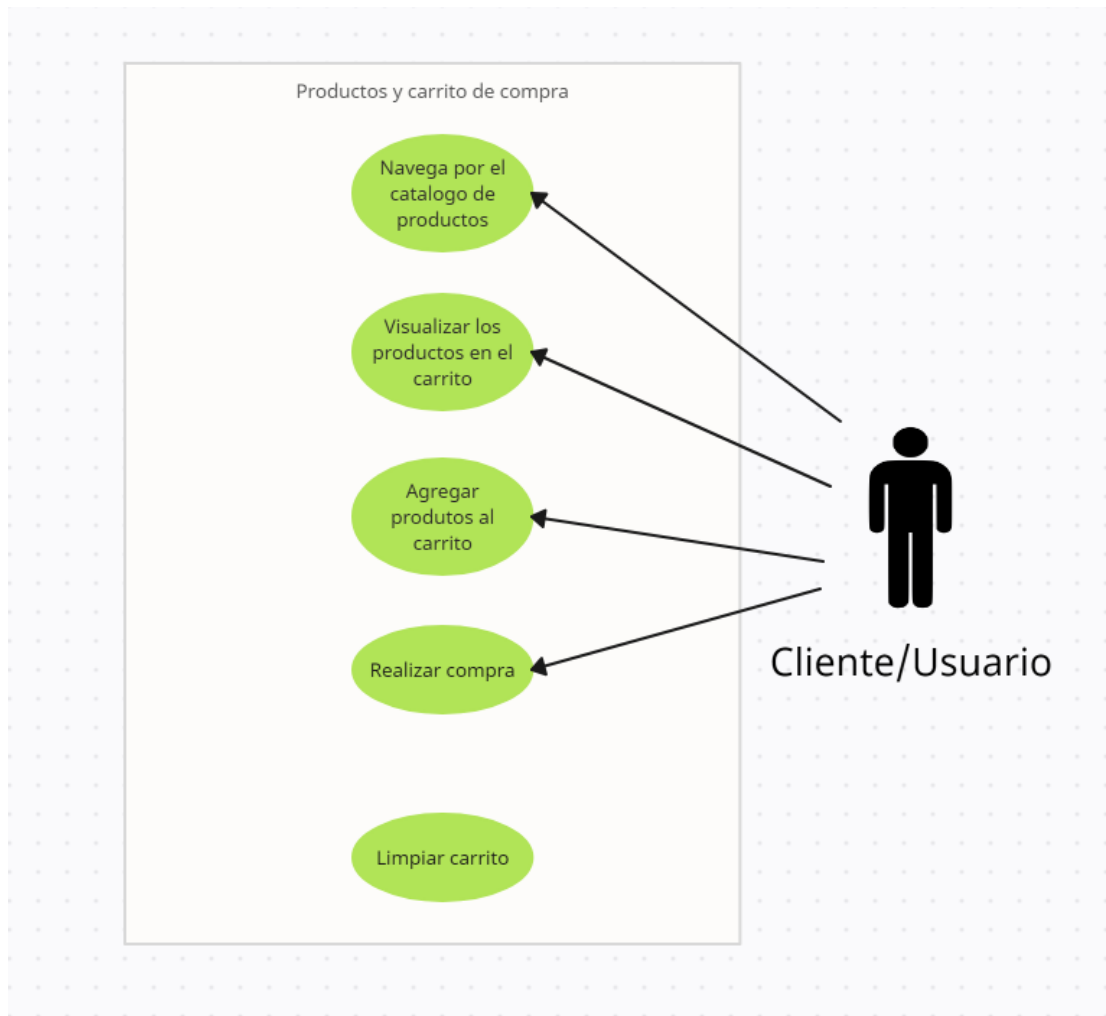 Productos y carrito de compra
Navega por el
catalogo de
productos
Visualizar los
productos en el
carrito
Agregar
produtos al
carrito
Realizar compra
Cliente/Usuario
Limpiar carrito